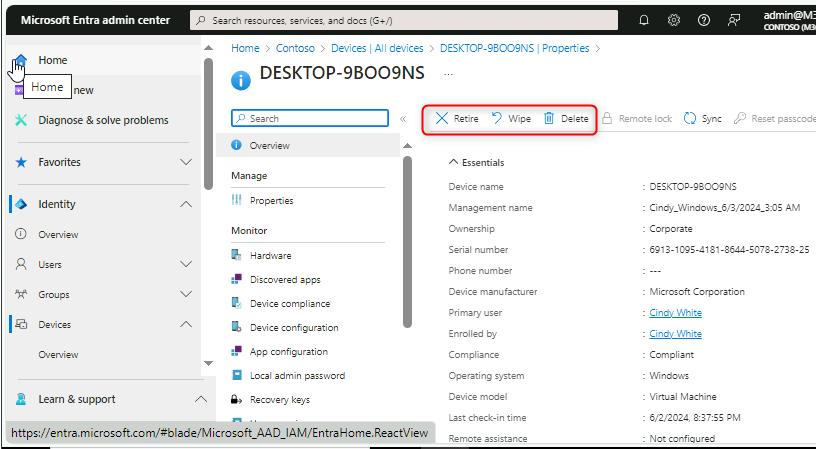 Microsoft Entra admin center
Search resources, services, and docs (G+/)
admin@M3
CONTOSO (M3
Home
Home
new
Diagnose & solve problems
Favorites
Identity
Overview
Users
Groups
Devices
Overview
Learn & support
https://entra.microsoft.com/#blade/Microsoft_AAD_IAM/EntraHome.ReactView
Home > Contoso > Devices | All devices > DESKTOP-9BOO9NS | Properties >
DESKTOP-9BOO9NS ...
Search
Overview
Manage
Properties
Monitor
Hardware
Discovered apps
Device compliance
Device configuration
App configuration
Local admin password
Recovery keys
Retire Wipe Delete Remote lock Sync Reset passcode
Essentials
Device name : DESKTOP-9BOO9NS
Management name : Cindy_Windows_6/3/2024_3:05 AM
Ownership : Corporate
Serial number : 6913-1095-4181-8644-5078-2738-25
Phone number : ---
Device manufacturer : Microsoft Corporation
Primary user : Cindy White
Enrolled by : Cindy White
Compliance : Compliant
Operating system : Windows
Device model : Virtual Machine
Last check-in time : 6/2/2024, 8:37:55 PM
Remote assistance : Not configured